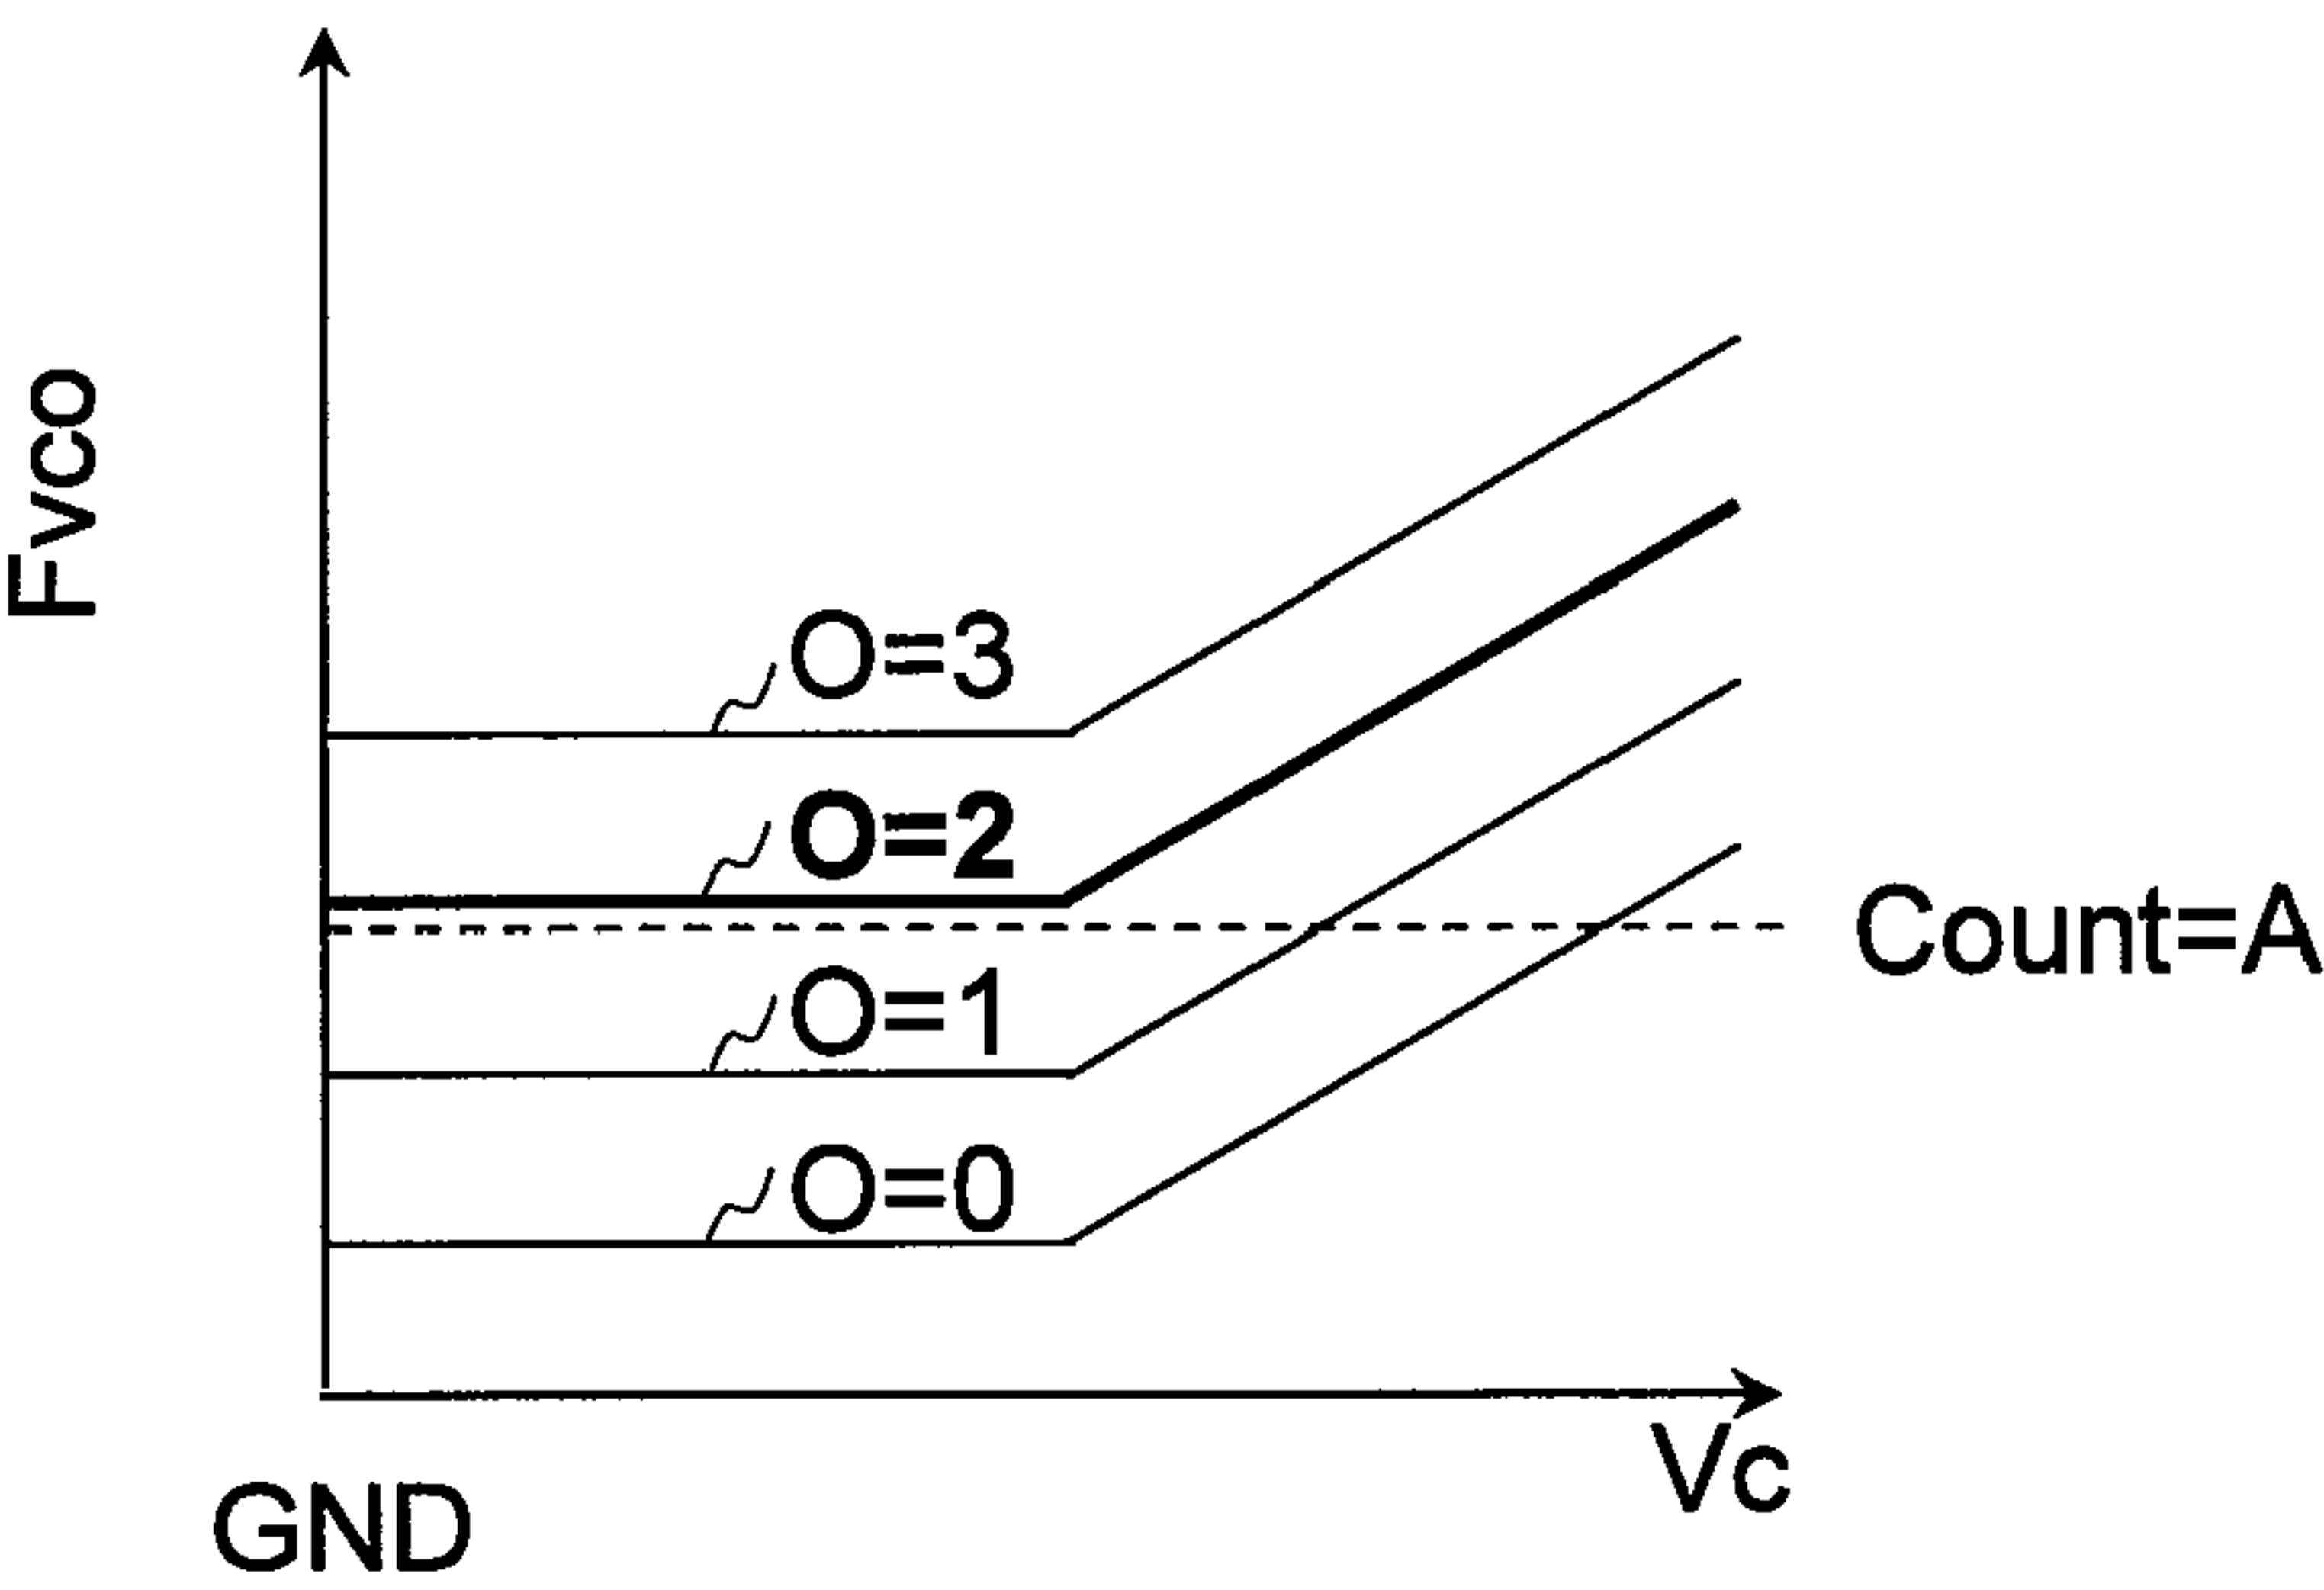 Fvco
O=3
O=2
O=1
O=0
Count=A
Vc
GND